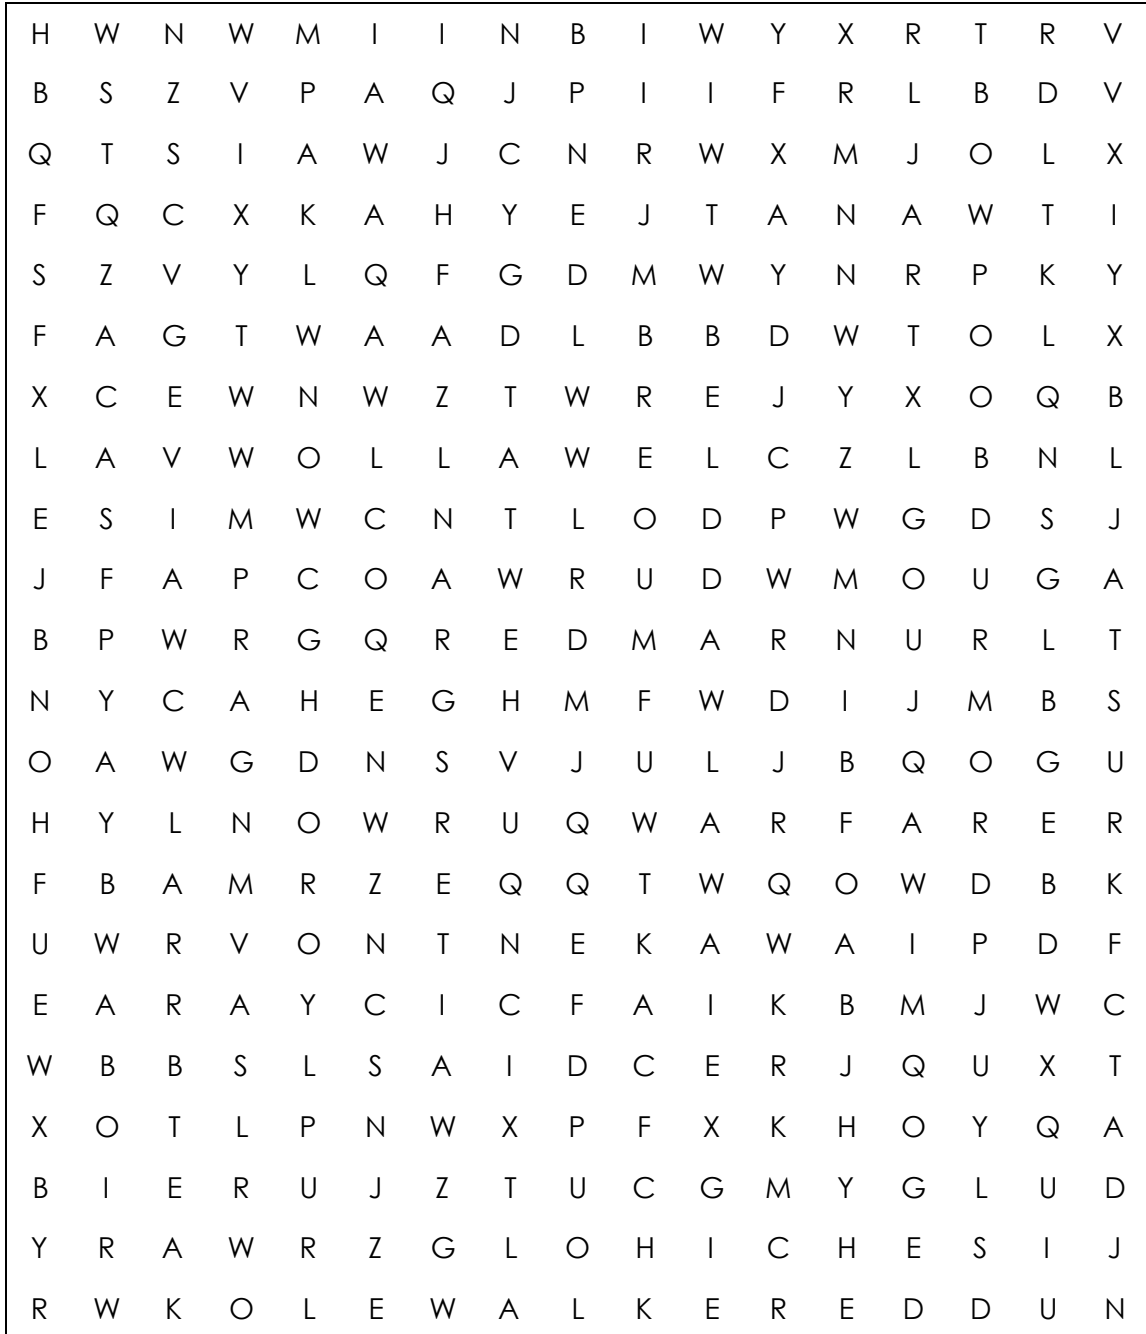 H W N W M I I N B I W Y X R T R V
B S Z V P A Q J P I I F R L B D V
Q T S I A W J C N R W X M J O L X
F Q C X K A H Y E J T A N A W T I
S Z V Y L Q F G D M W Y N R P K Y
F A G T W A A D L B B D W T O L X
X C E W N W Z T W R E J Y X O Q B
L A V W O L L A W E L C Z L B N L
E S I M W C N T L O D P W G D S J
J F A P C O A W R U D W M O U G A
B P W R G Q R E D M A R N U R L T
N Y C A H E G H M F W D I J M B S
O A W G D N S V J U L J B Q O G U
H Y L N O W R U Q W A R F A R E R
F B A M R Z E Q Q T W Q O W D B K
U W R V O N T N E K A W A I P D F
E A R A Y C I C F A I K B M J W C
W B B S L S A I D C E R J Q U X T
X O T L P N W X P F X K H O Y Q A
B I E R U J Z T U C G M Y G L U D
Y R A W R Z G L O H I C H E S I J
R W K O L E W A L K E R E D D U N